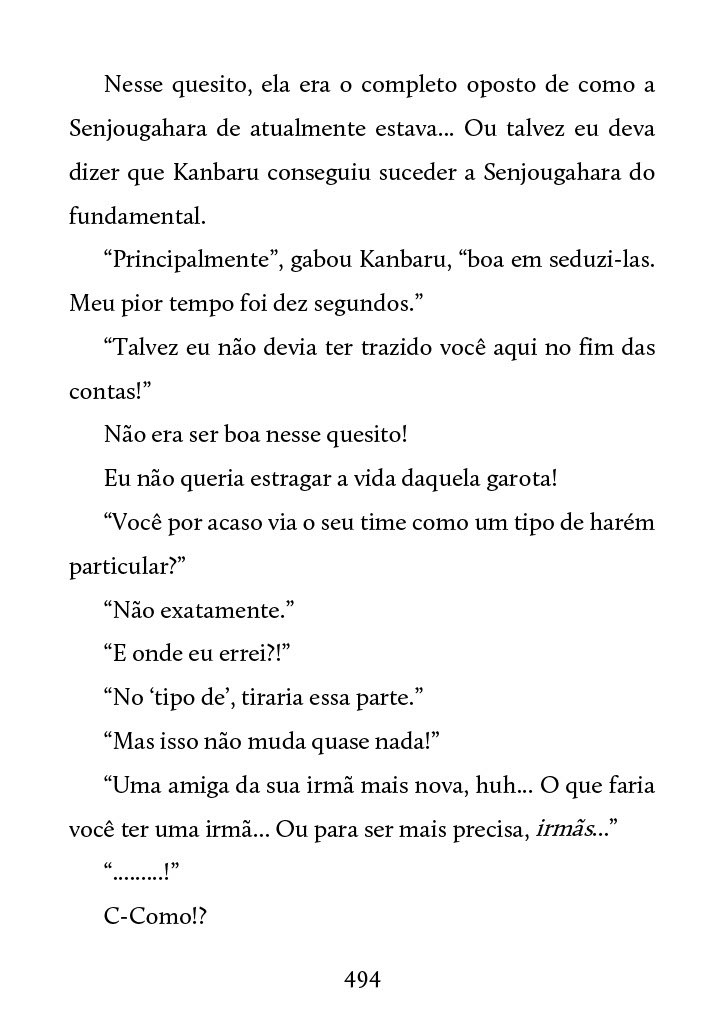 Nesse quesito, ela era o completo oposto de como a
Senjougahara de atualmente estava... Ou talvez eu deva
dizer que Kanbaru conseguiu suceder a Senjougahara do
fundamental.
“Principalmente”, gabou Kanbaru, “boa em seduzi-las.
Meu pior tempo foi dez segundos.”
“Talvez eu não devia ter trazido você aqui no fim das
contas!”
Não era ser boa nesse quesito!
Eu não queria estragar a vida daquela garota!
“Você por acaso via o seu time como um tipo de harém
particular?”
“Não exatamente.”
“E onde eu errei?!”
“No ‘tipo de’, tiraria essa parte.”
“Mas isso não muda quase nada!”
“Uma amiga da sua irmã mais nova, huh... O que faria
você ter uma irmã... Ou para ser mais precisa, irmãs...”
“.........!”
C-Como!?
494